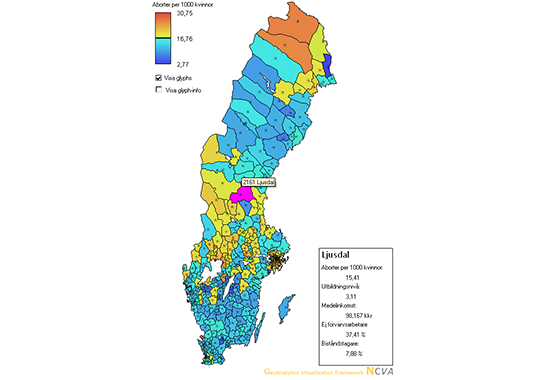 Aborter per 1000 kvinnor
30,75
16,76
2,77
Visa glyphs
Visa glyph-info
2161 Ljusdal
Ljusdal
Aborter per 1000 kvinnor:
15,41
Utbildningsnivå:
3,11
Medelinkomst:
98,167 kkr
Ej förvärvsarbetare
37,41 %
Biståndstagare:
7,88 %
GeoAnalytics Visualization Framework NCVA